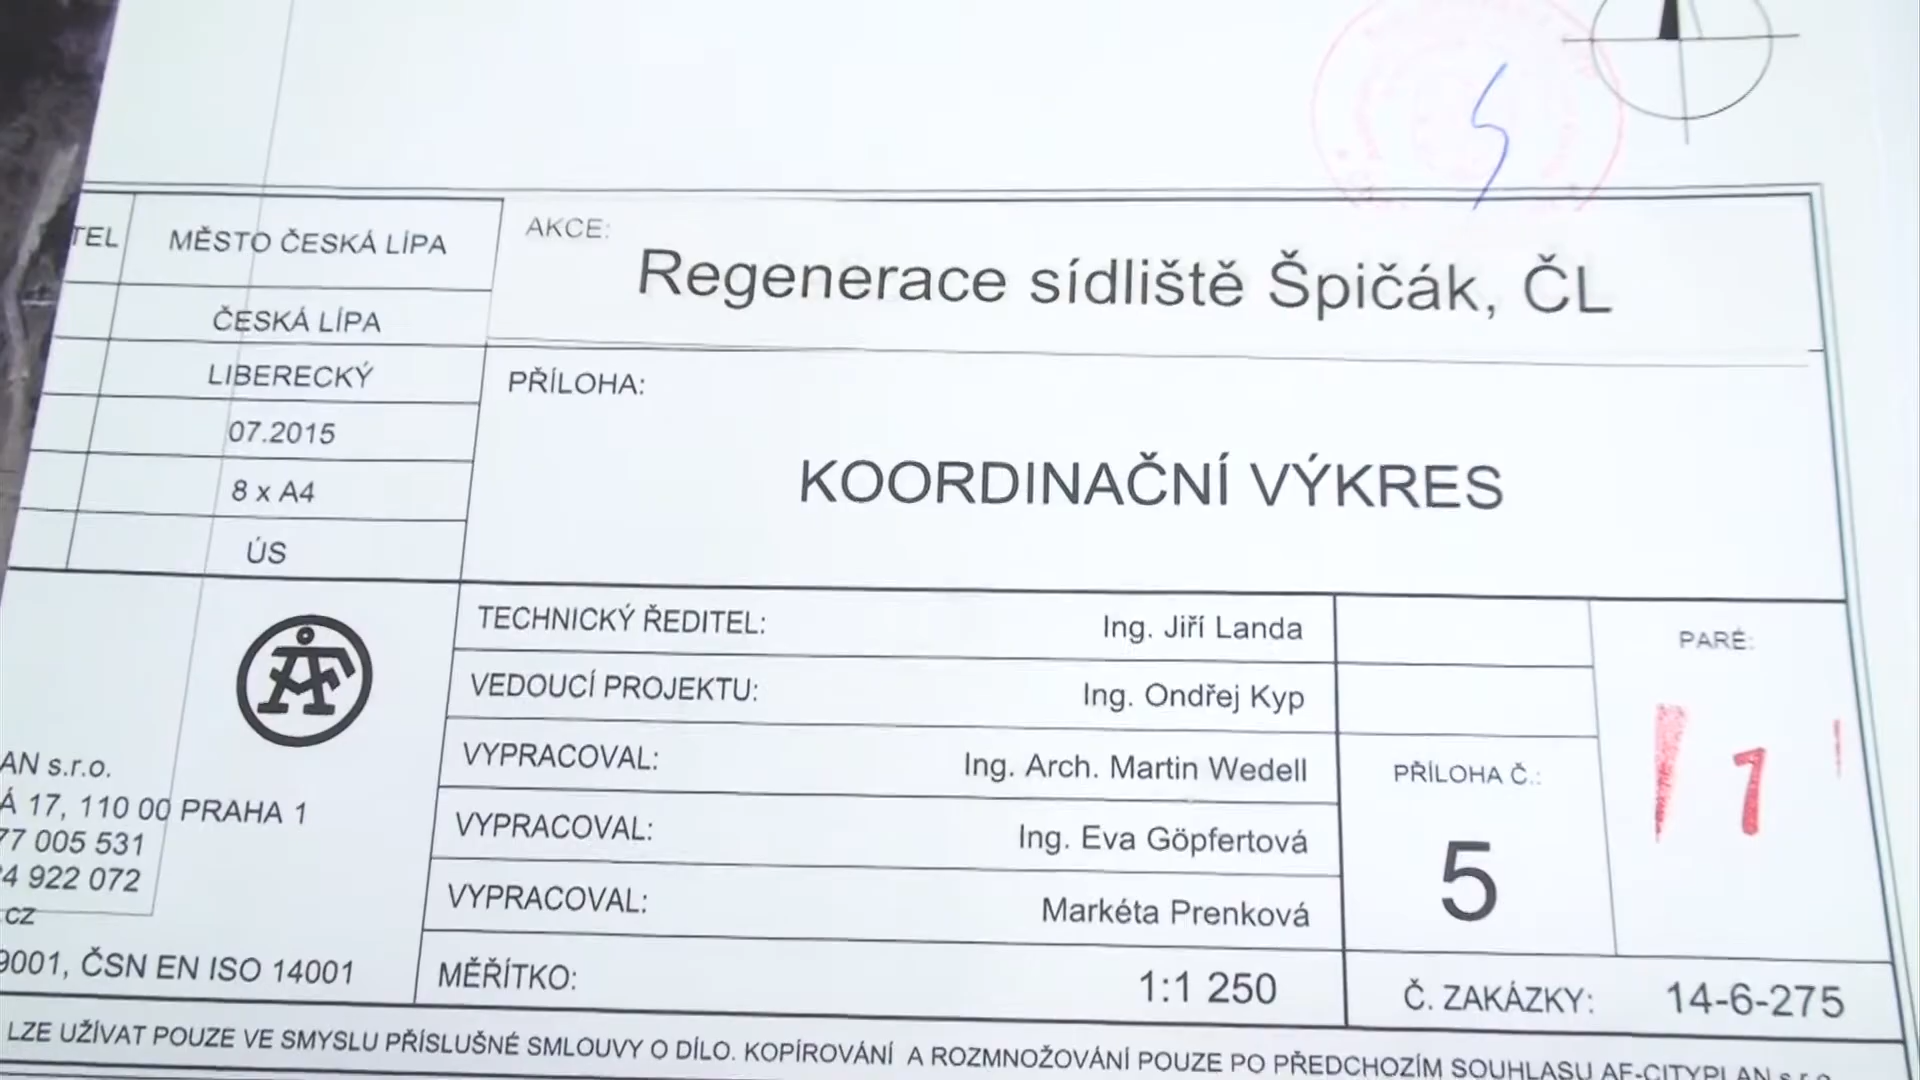 TEL
MĚSTO ČESKÁ LÍPA
ČESKÁ LÍPA
LIBERECKÝ
07.2015
8 x A4
ÚS
AKCE:
Regenerace sídliště Špičák, ČL
PŘÍLOHA:
KOORDINAČNÍ VÝKRES
AF
AN s.r.o.
Á 17, 110 00 PRAHA 1
77 005 531
4 922 072
.cz
9001, ČSN EN ISO 14001
TECHNICKÝ ŘEDITEL: Ing. Jiří Landa
VEDOUCÍ PROJEKTU: Ing. Ondřej Kyp
VYPRACOVAL: Ing. Arch. Martin Wedell
VYPRACOVAL: Ing. Eva Göpfertová
VYPRACOVAL: Markéta Prenková
MĚŘÍTKO: 1:1 250
PŘÍLOHA Č.:
5
PARÉ:
1
Č. ZAKÁZKY: 14-6-275
LZE UŽÍVAT POUZE VE SMYSLU PŘÍSLUŠNÉ SMLOUVY O DÍLO. KOPÍROVÁNÍ A ROZMNOŽOVÁNÍ POUZE PO PŘEDCHOZÍM SOUHLASU AF-CITYPLAN s.r.o.